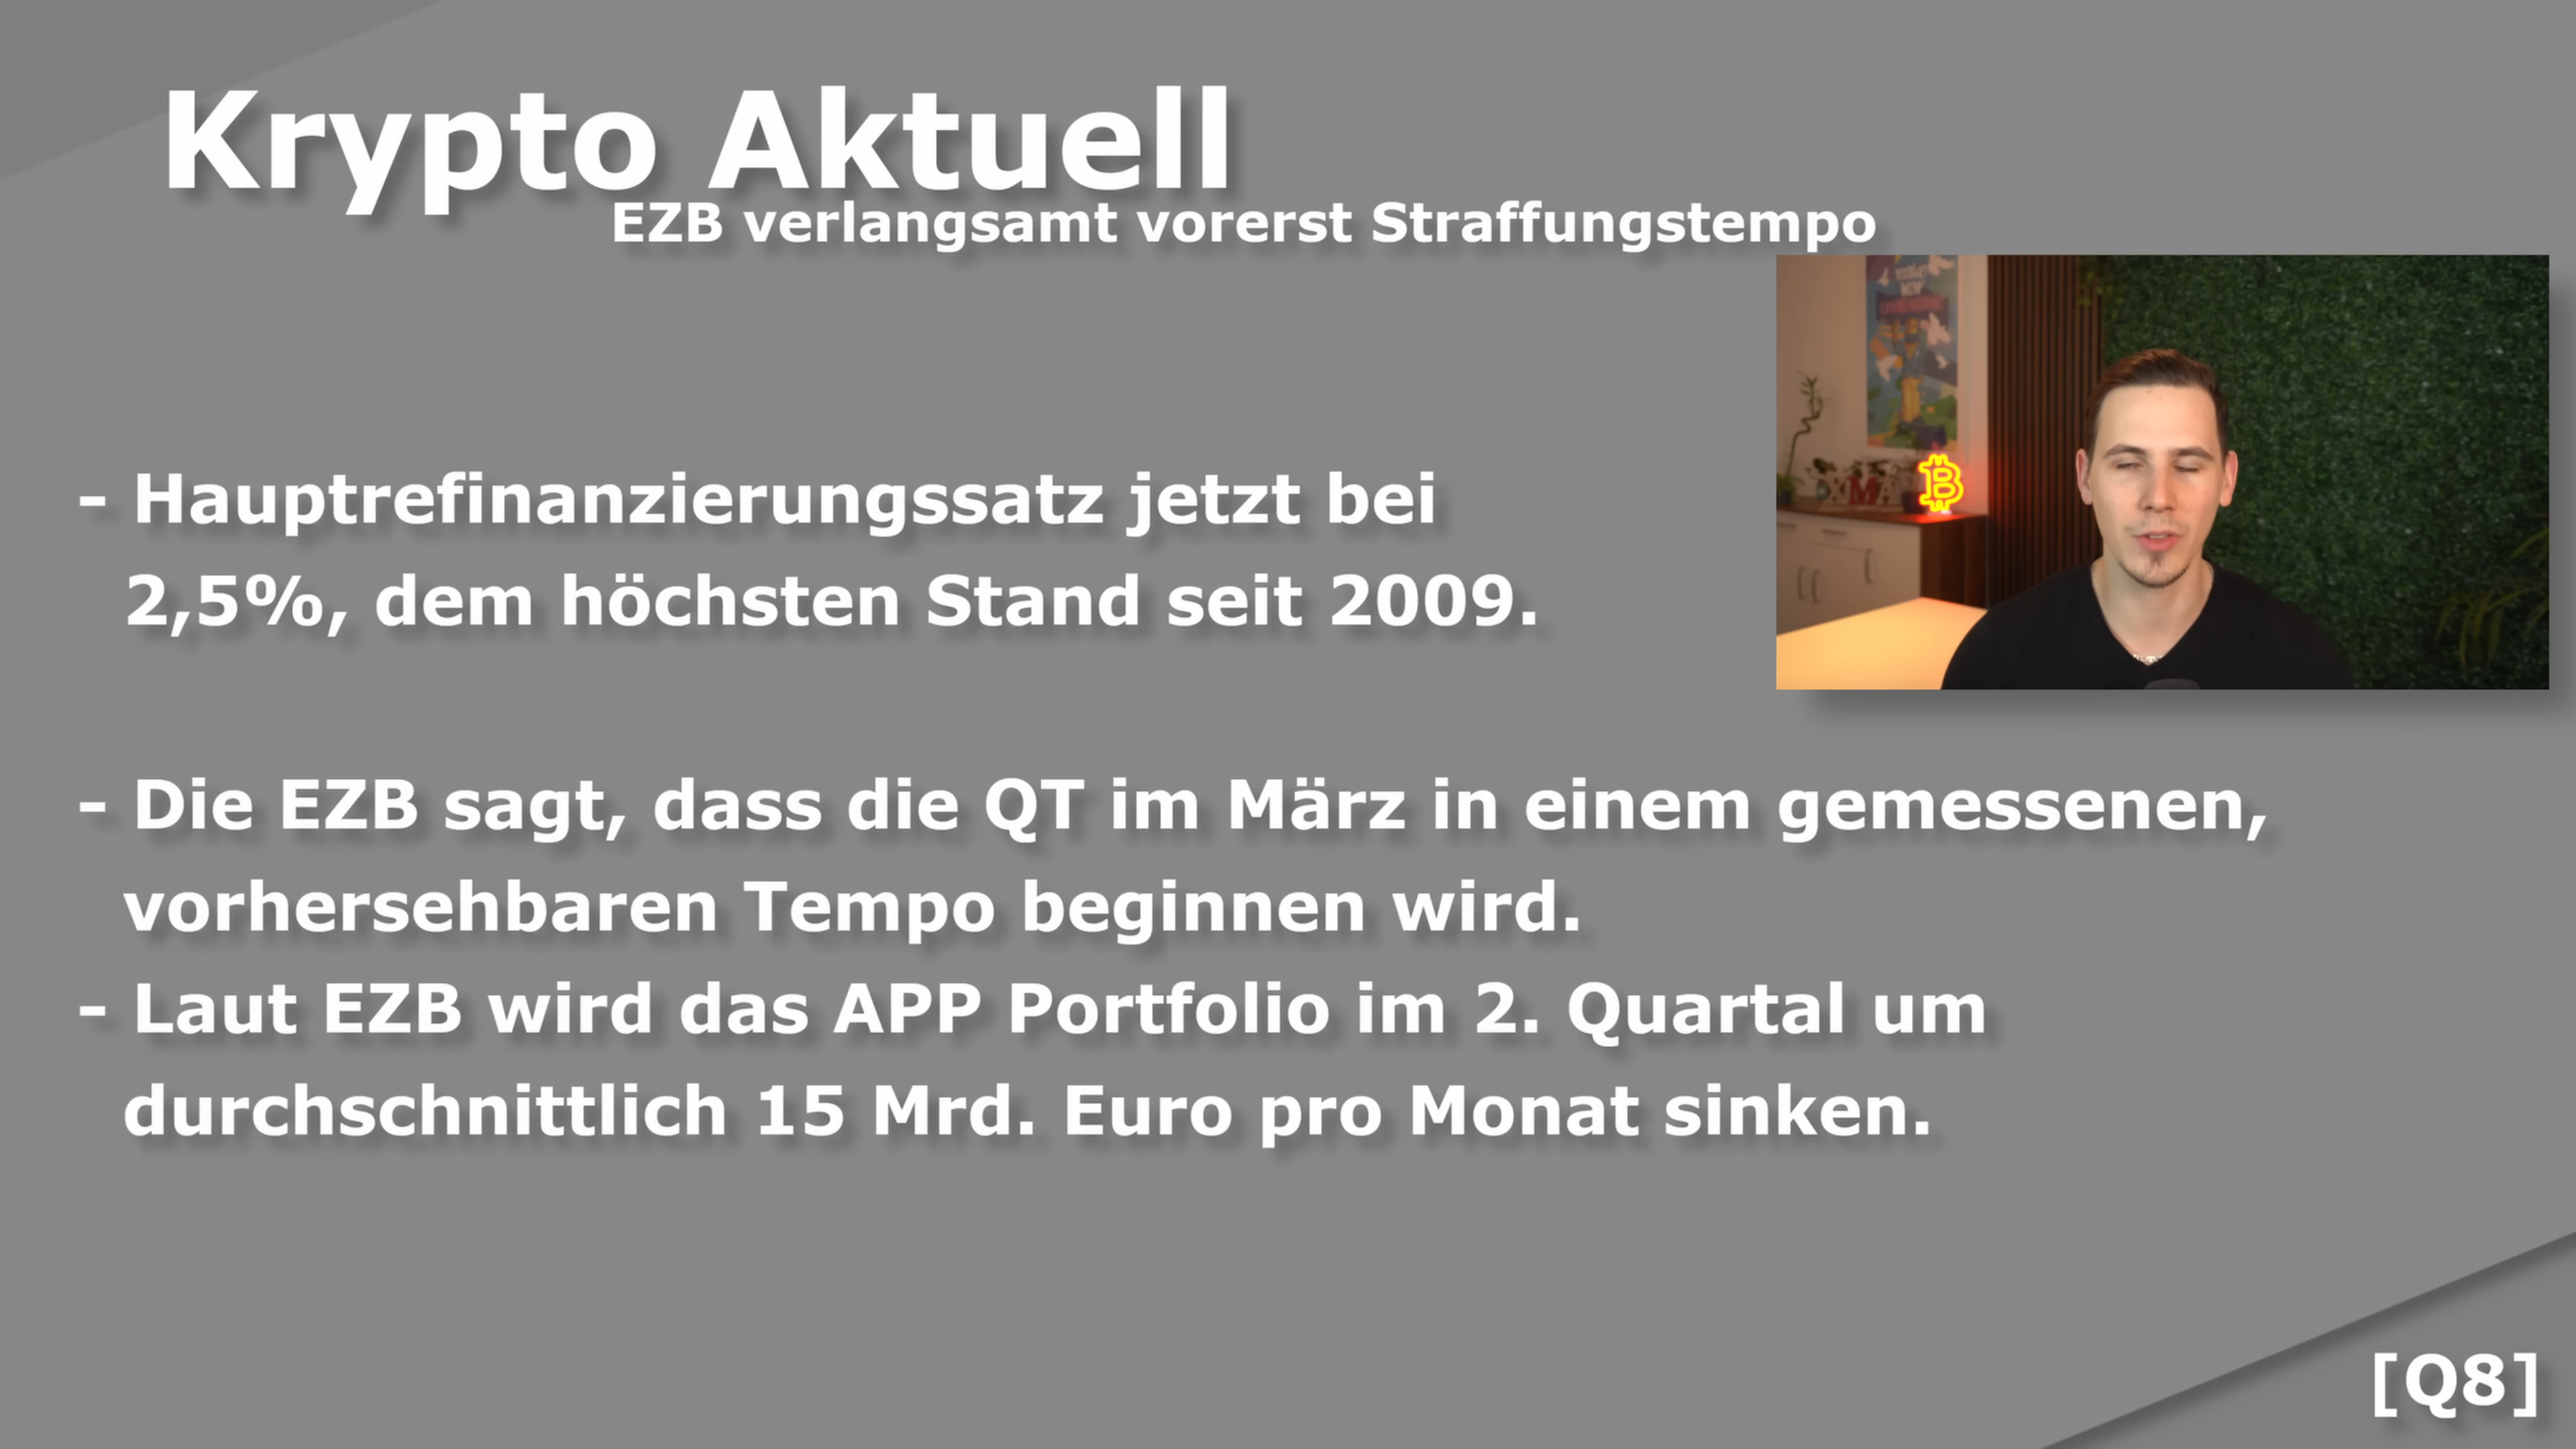 Krypto Aktuell
EZB verlangsamt vorerst Straffungstempo
- Hauptrefinanzierungssatz jetzt bei
2,5%, dem höchsten Stand seit 2009.
- Die EZB sagt, dass die QT im März in einem gemessenen,
vorhersehbaren Tempo beginnen wird.
- Laut EZB wird das APP Portfolio im 2. Quartal um
durchschnittlich 15 Mrd. Euro pro Monat sinken.
[Q8]